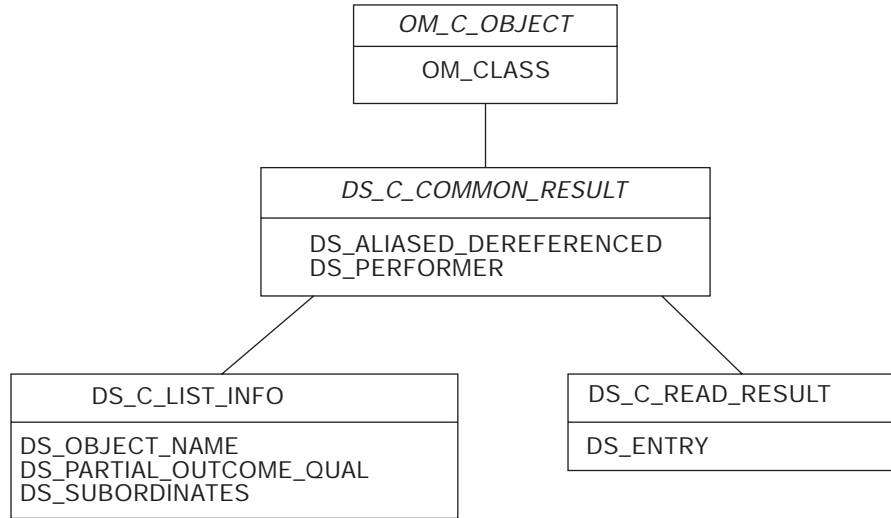 OM_C_OBJECT
OM_CLASS
DS_C_COMMON_RESULT
DS_ALIASED_DEREFERENCED
DS_PERFORMER
DS_C_LIST_INFO
DS_OBJECT_NAME
DS_PARTIAL_OUTCOME_QUAL
DS_SUBORDINATES
DS_C_READ_RESULT
DS_ENTRY